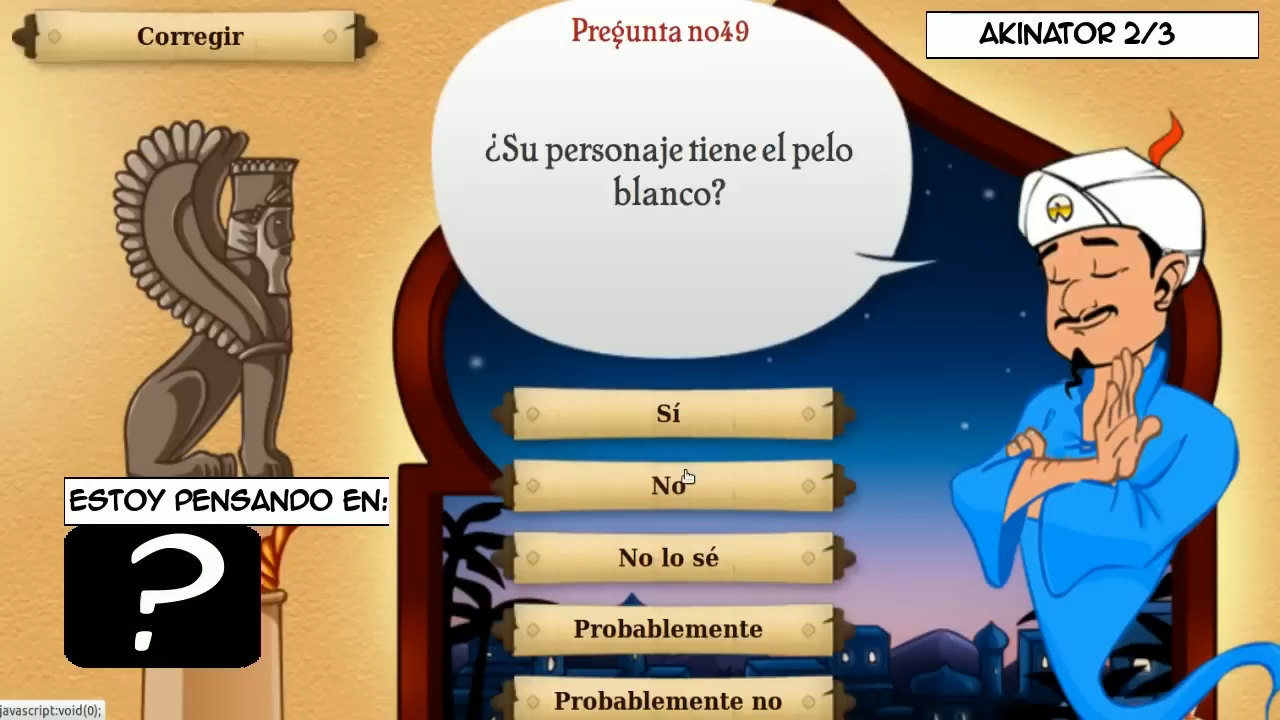 Corregir
Pregunta no49
AKINATOR 2/3
¿Su personaje tiene el pelo
blanco?
Sí
No
No lo sé
Probablemente
Probablemente no
ESTOY PENSANDO EN:
?
javascript:void(0);